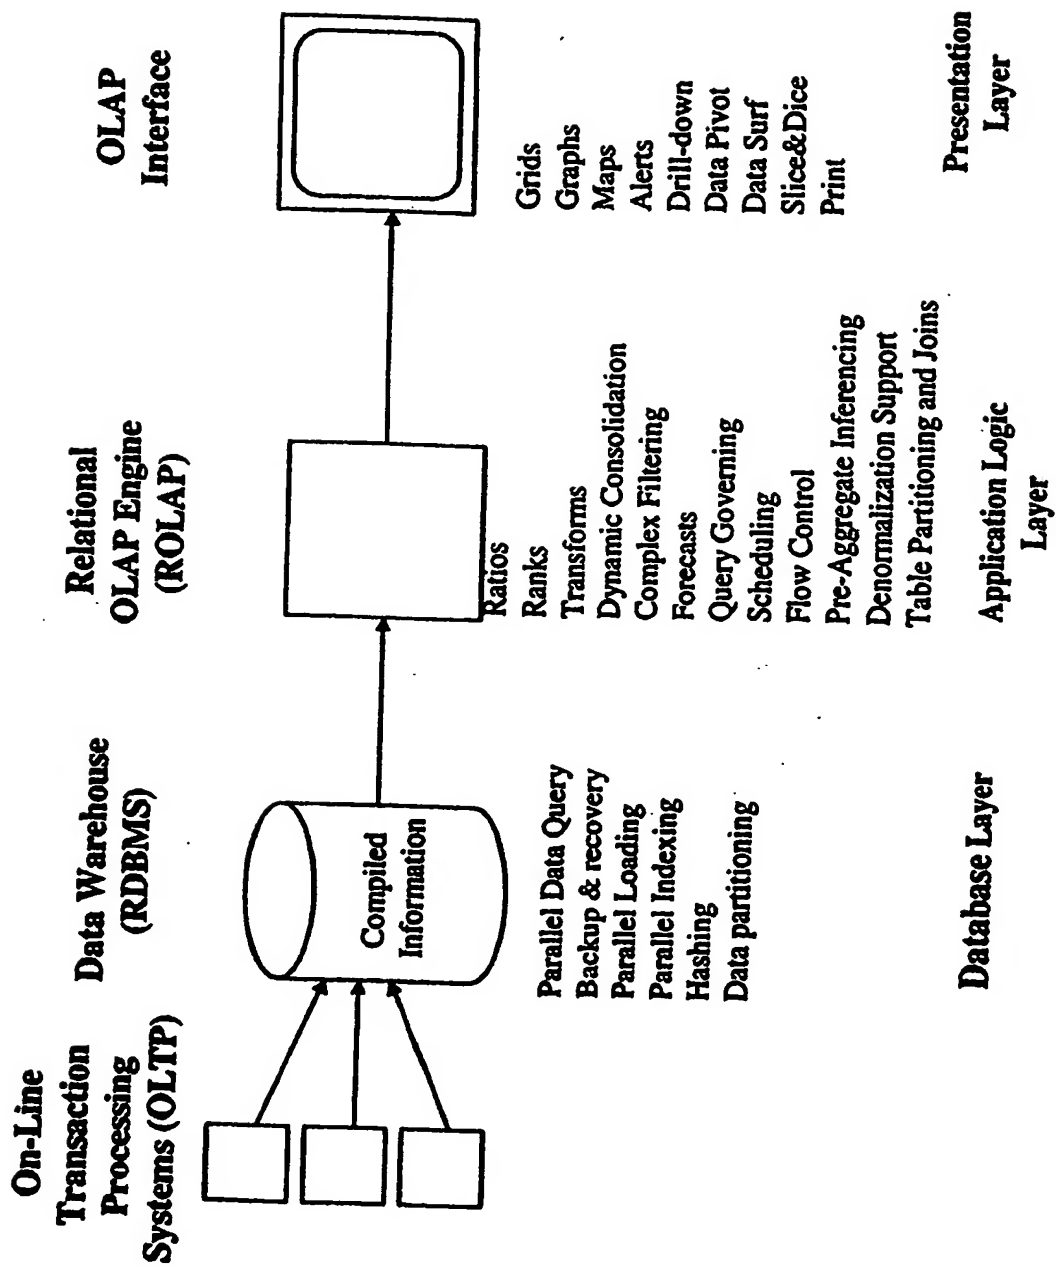 On-Line
Transaction
Processing
Systems (OLTP)
Data Warehouse
(RDBMS)
Relational
OLAP Engine
(ROLAP)
OLAP
Interface
Compiled
Information
Parallel Data Query
Backup & recovery
Parallel Loading
Parallel Indexing
Hashing
Data partitioning
Ratios
Ranks
Transforms
Dynamic Consolidation
Complex Filtering
Forecasts
Query Governing
Scheduling
Flow Control
Pre-Aggregate Inferencing
Denormalization Support
Table Partitioning and Joins
Grids
Graphs
Maps
Alerts
Drill-down
Data Pivot
Data Surf
Slice&Dice
Print
Database Layer
Application Logic
Layer
Presentation
Layer